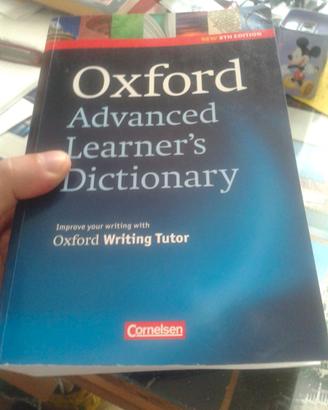 NEW 8TH EDITION
Oxford
Advanced
Learner's
Dictionary
Improve your writing with
Oxford Writing Tutor
Cornelsen